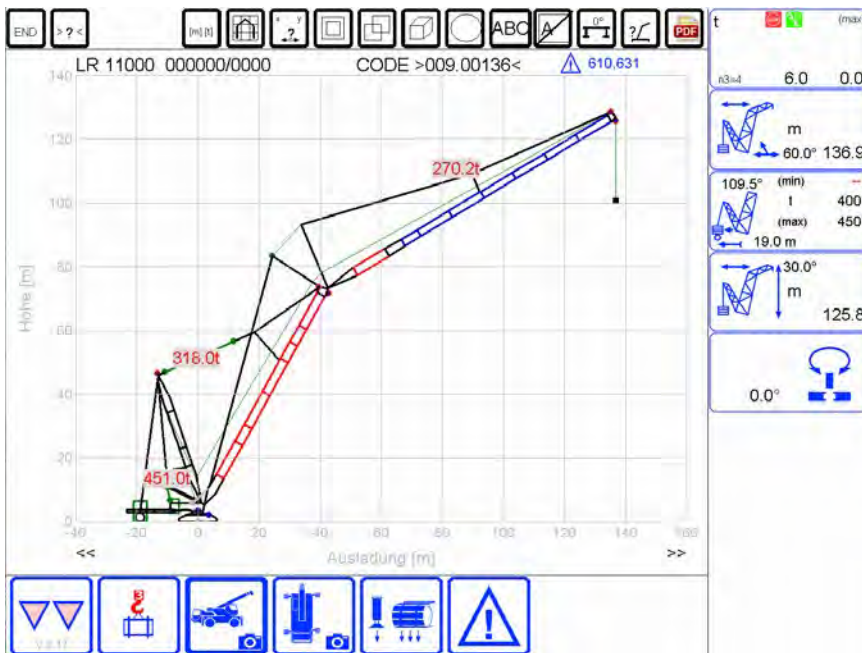 END
> ? <
[m] [t]
x y
?
ABC
A
0°
?
PDF
t
(max
LR 11000 000000/0000
CODE >009.00136<
610,631
n3=4 6.0 0.0
m
60.0° 136.9
109.5° (min) --
t 400
(max) 450
19.0 m
30.0°
m
125.8
0.0°
140
120
100
80
60
40
20
0
Höhe [m]
270.2t
318.0t
451.0t
-40 -20 0 20 40 60 80 100 120 140 160
<< >>
Ausladung [m]
3